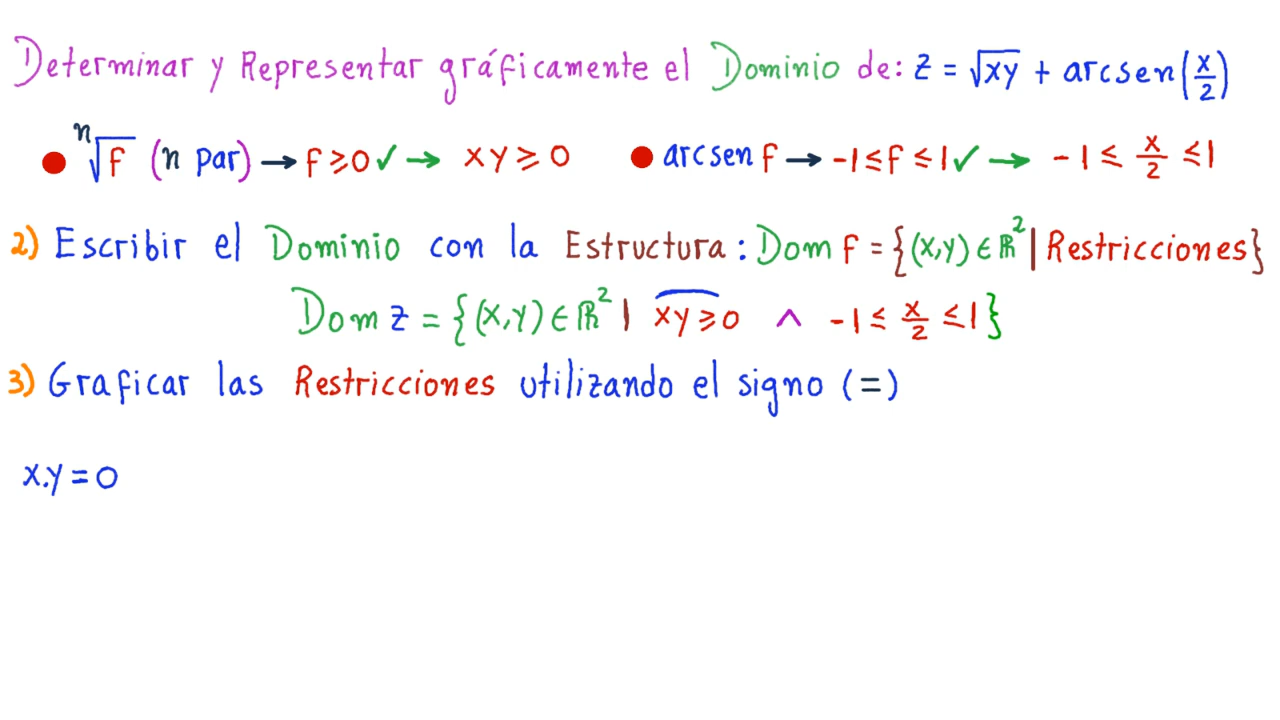 Determinar y Representar gráficamente el Dominio de: z = √xy + arcsen(x/2)
● ⁿ√f (n par) → f ≥ 0 ✓ → xy ≥ 0 ● arcsen f → -1 ≤ f ≤ 1 ✓ → -1 ≤ x/2 ≤ 1
2) Escribir el Dominio con la Estructura: Dom f = {(x,y) ∈ ℝ² | Restricciones}
Dom z = {(x,y) ∈ ℝ² | xy ≥ 0 ∧ -1 ≤ x/2 ≤ 1}
3) Graficar las Restricciones utilizando el signo (=)
x.y = 0